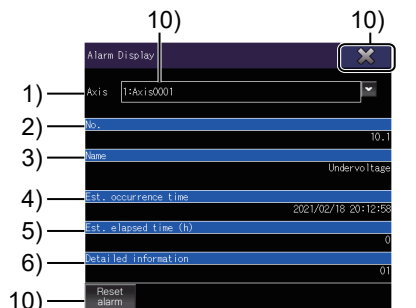 10)
10)
Alarm Display
1)
Axis 1:Axis0001
2)
No.
10.1
3)
Name
Undervoltage
4)
Est. occurrence time
2021/02/18 20:12:58
5)
Est. elapsed time (h)
0
6)
Detailed information
01
10)
Reset
alarm